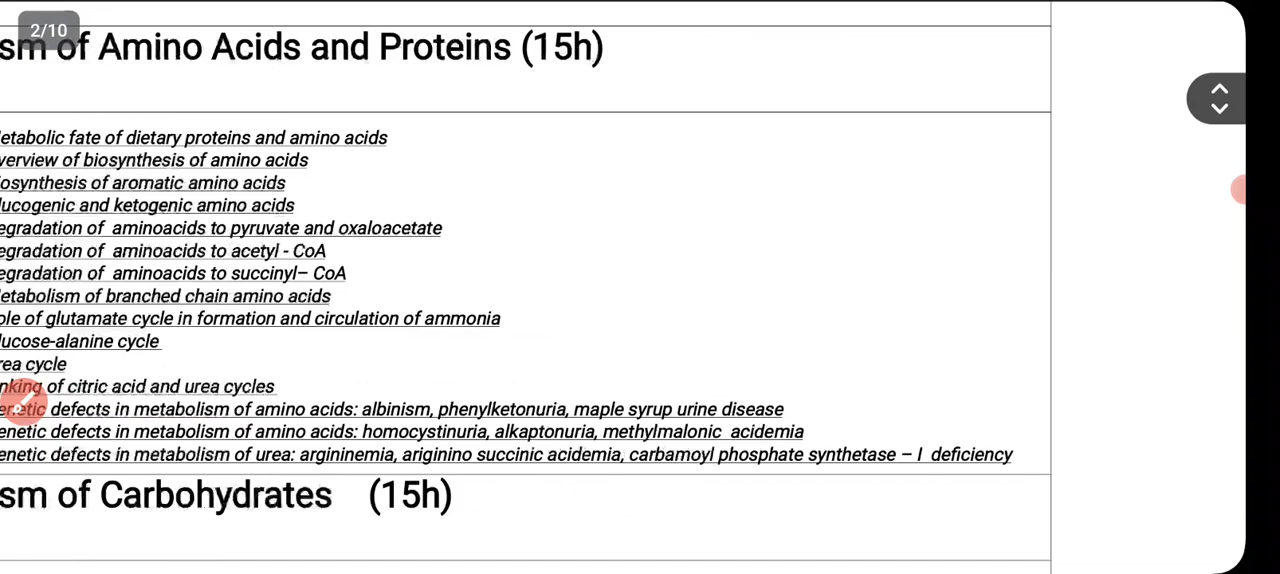 2/10
sm of Amino Acids and Proteins (15h)
etabolic fate of dietary proteins and amino acids
verview of biosynthesis of amino acids
iosynthesis of aromatic amino acids
lucogenic and ketogenic amino acids
egradation of aminoacids to pyruvate and oxaloacetate
egradation of aminoacids to acetyl - CoA
egradation of aminoacids to succinyl– CoA
etabolism of branched chain amino acids
ole of glutamate cycle in formation and circulation of ammonia
lucose-alanine cycle
rea cycle
nking of citric acid and urea cycles
enetic defects in metabolism of amino acids: albinism, phenylketonuria, maple syrup urine disease
enetic defects in metabolism of amino acids: homocystinuria, alkaptonuria, methylmalonic acidemia
enetic defects in metabolism of urea: argininemia, ariginino succinic acidemia, carbamoyl phosphate synthetase – I deficiency
sm of Carbohydrates (15h)